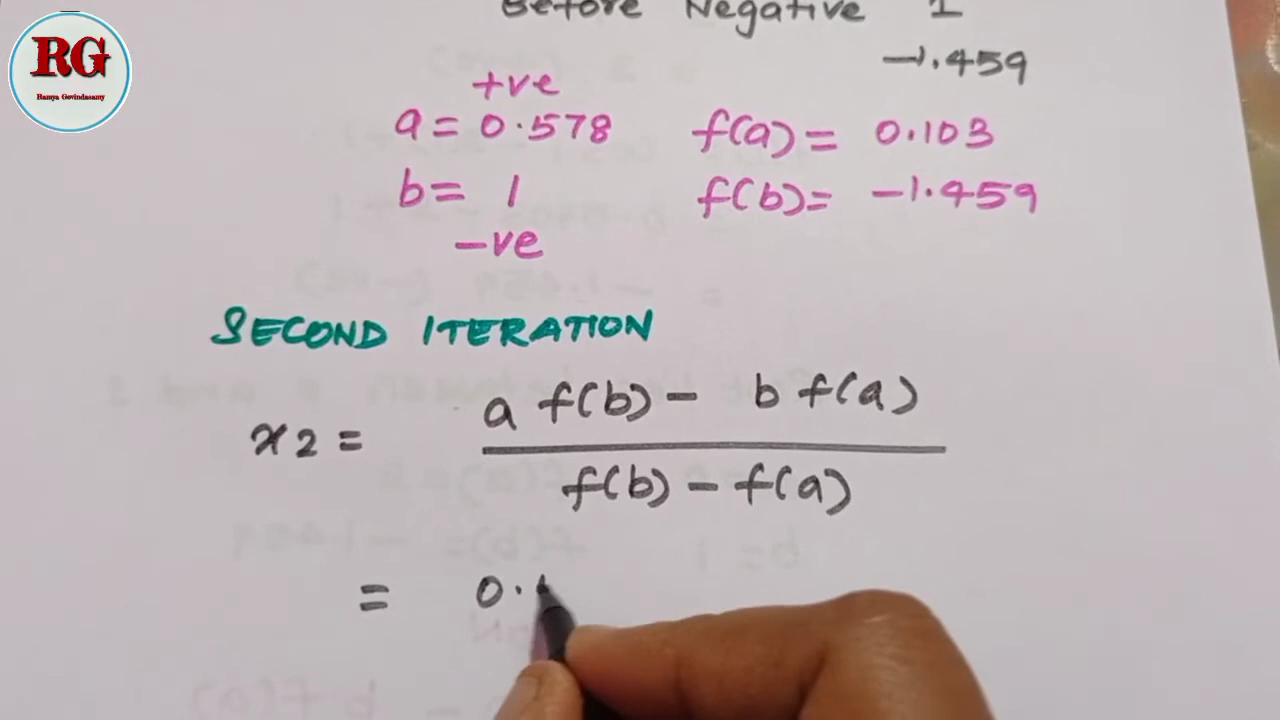 RG
Ramya Govindasamy
Before Negative 1
-1.459
+ve
a = 0.578 f(a) = 0.103
b = 1 f(b) = -1.459
-ve
SECOND ITERATION
x2 = a f(b) - b f(a)
f(b) - f(a)
= 0.